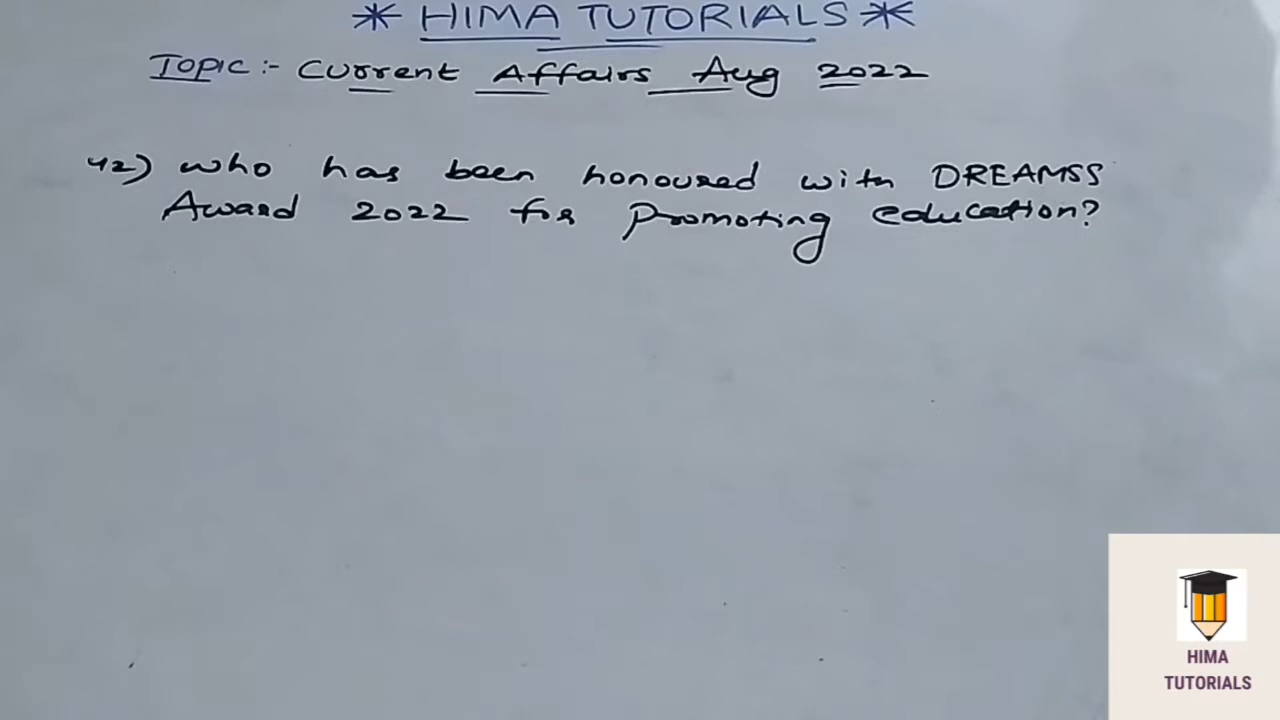 * HIMA TUTORIALS *
Topic:- Current Affairs Aug 2022
42) who has been honoured with DREAMSS
Award 2022 for Promoting education?
HIMA
TUTORIALS